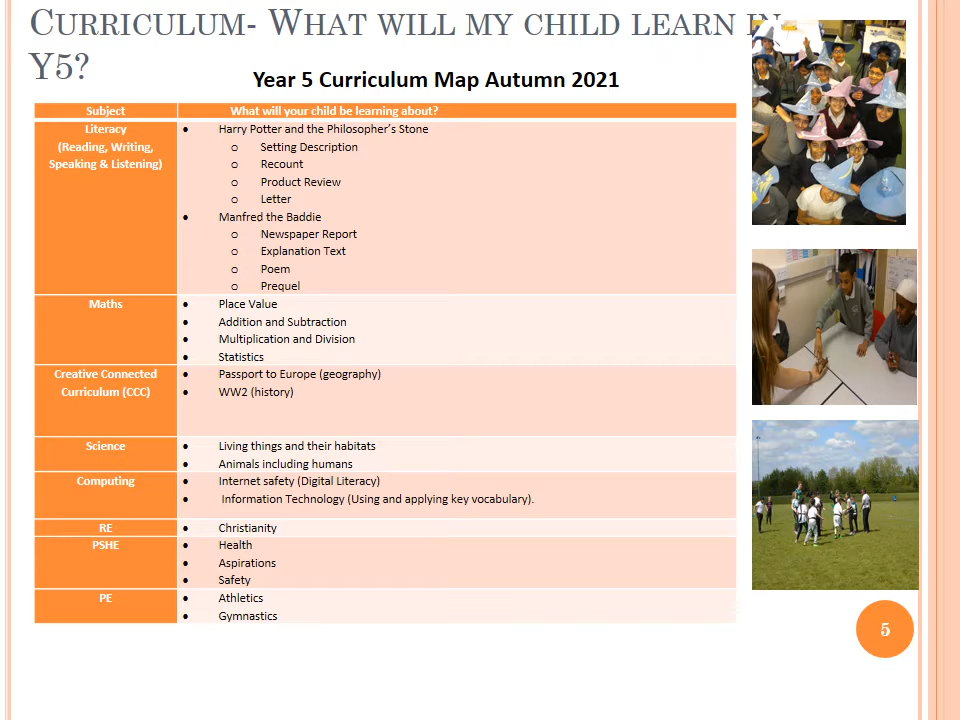 CURRICULUM- WHAT WILL MY CHILD LEARN IN
Y5?
Year 5 Curriculum Map Autumn 2021
Subject What will your child be learning about?
Literacy
(Reading, Writing,
Speaking & Listening)
• Harry Potter and the Philosopher's Stone
o Setting Description
o Recount
o Product Review
o Letter
• Manfred the Baddie
o Newspaper Report
o Explanation Text
o Poem
o Prequel
Maths
• Place Value
• Addition and Subtraction
• Multiplication and Division
• Statistics
Creative Connected
Curriculum (CCC)
• Passport to Europe (geography)
• WW2 (history)
Science
• Living things and their habitats
• Animals including humans
Computing
• Internet safety (Digital Literacy)
• Information Technology (Using and applying key vocabulary).
RE
• Christianity
PSHE
• Health
• Aspirations
• Safety
PE
• Athletics
• Gymnastics
5